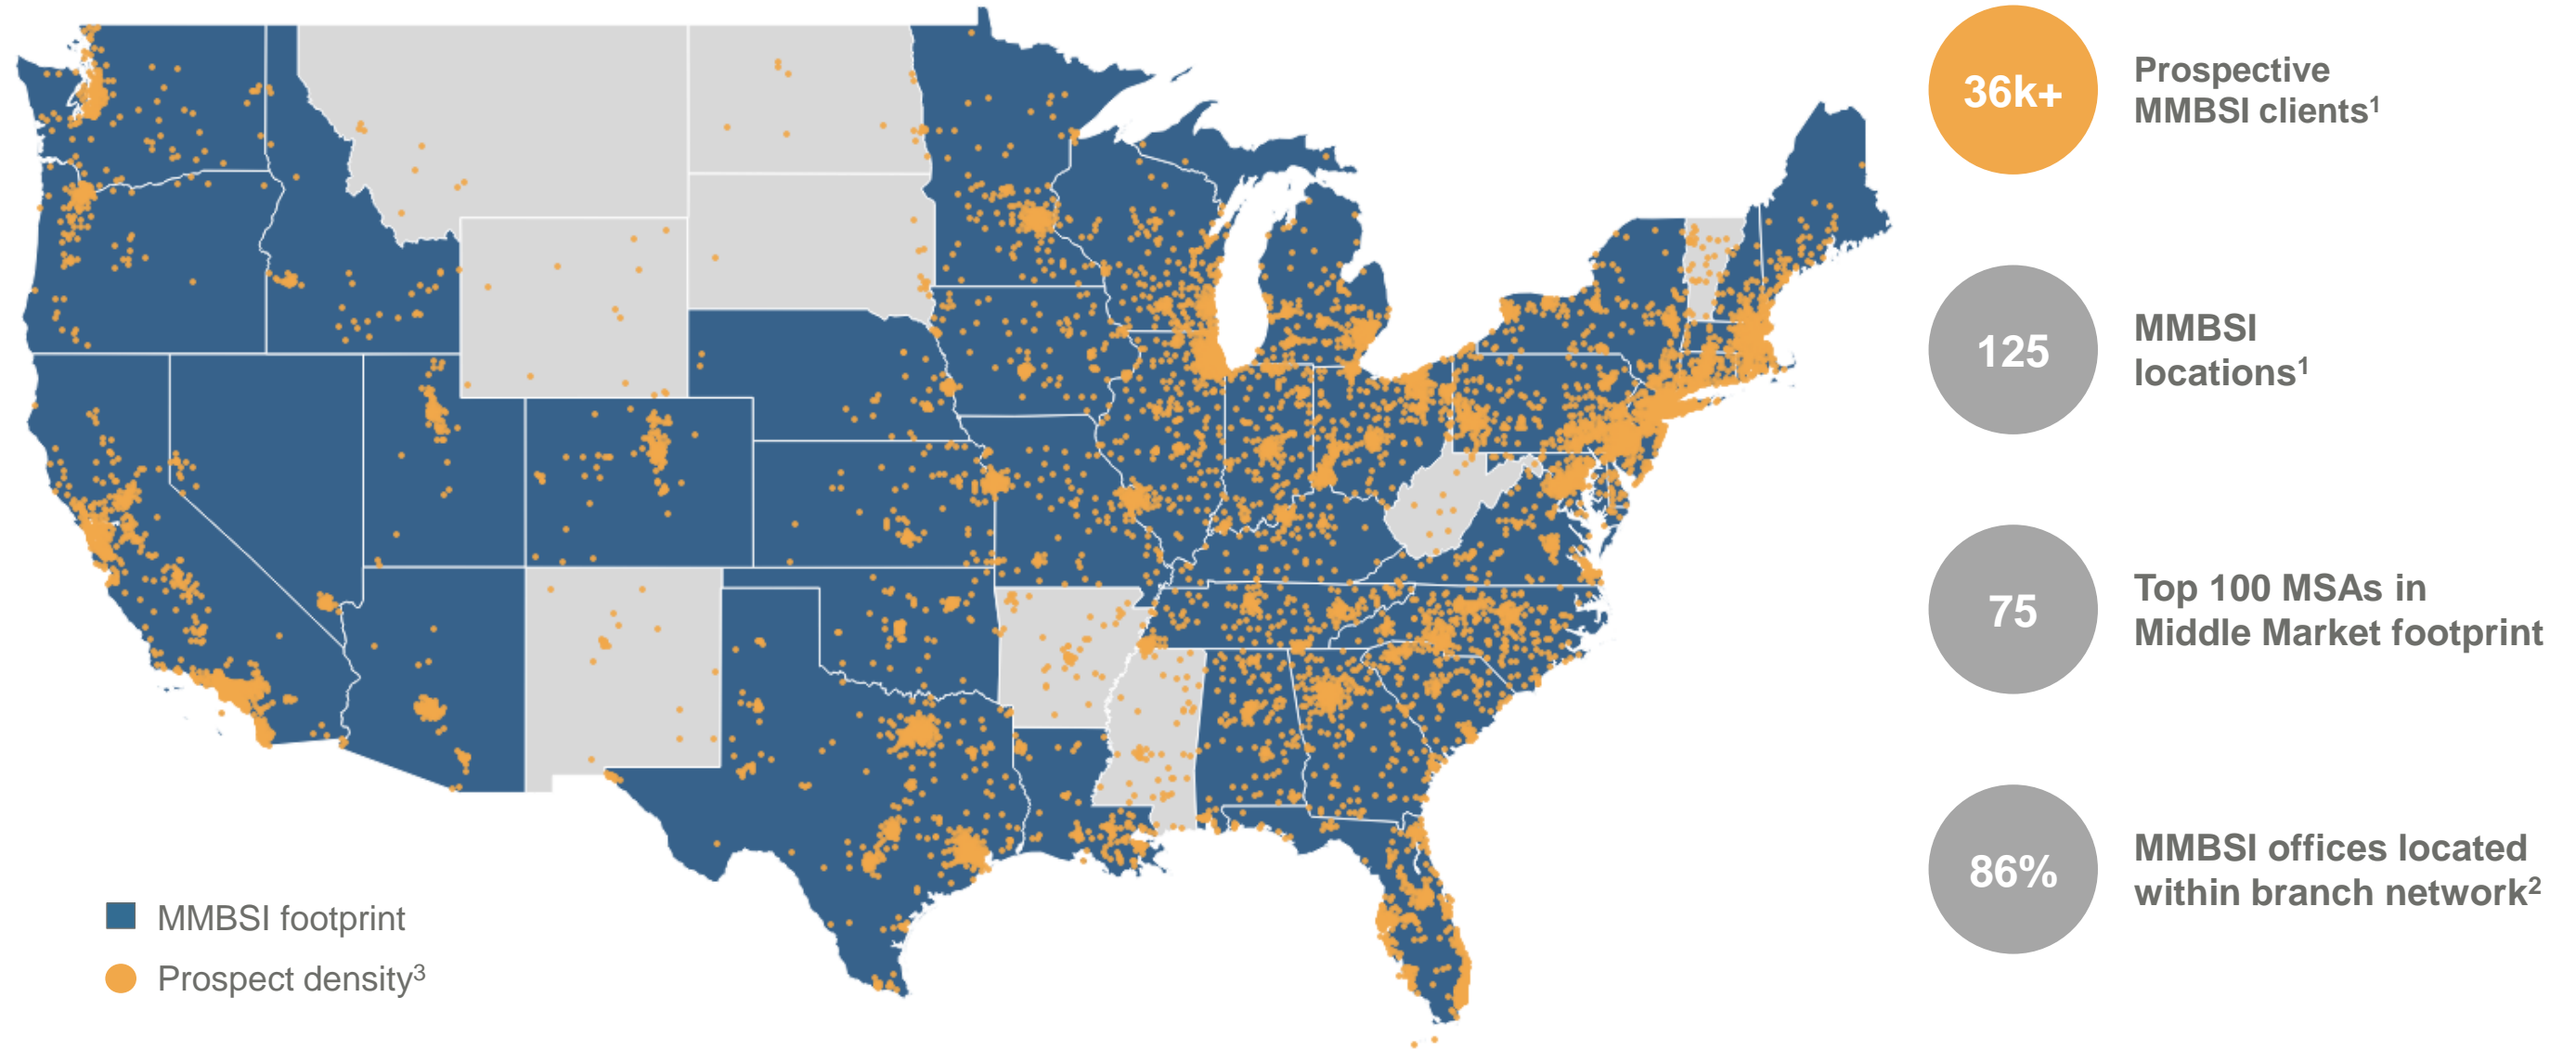 36k+
Prospective
MMBSI clients¹
125
MMBSI
locations¹
75
Top 100 MSAs in
Middle Market footprint
86%
MMBSI offices located
within branch network²
MMBSI footprint
Prospect density³